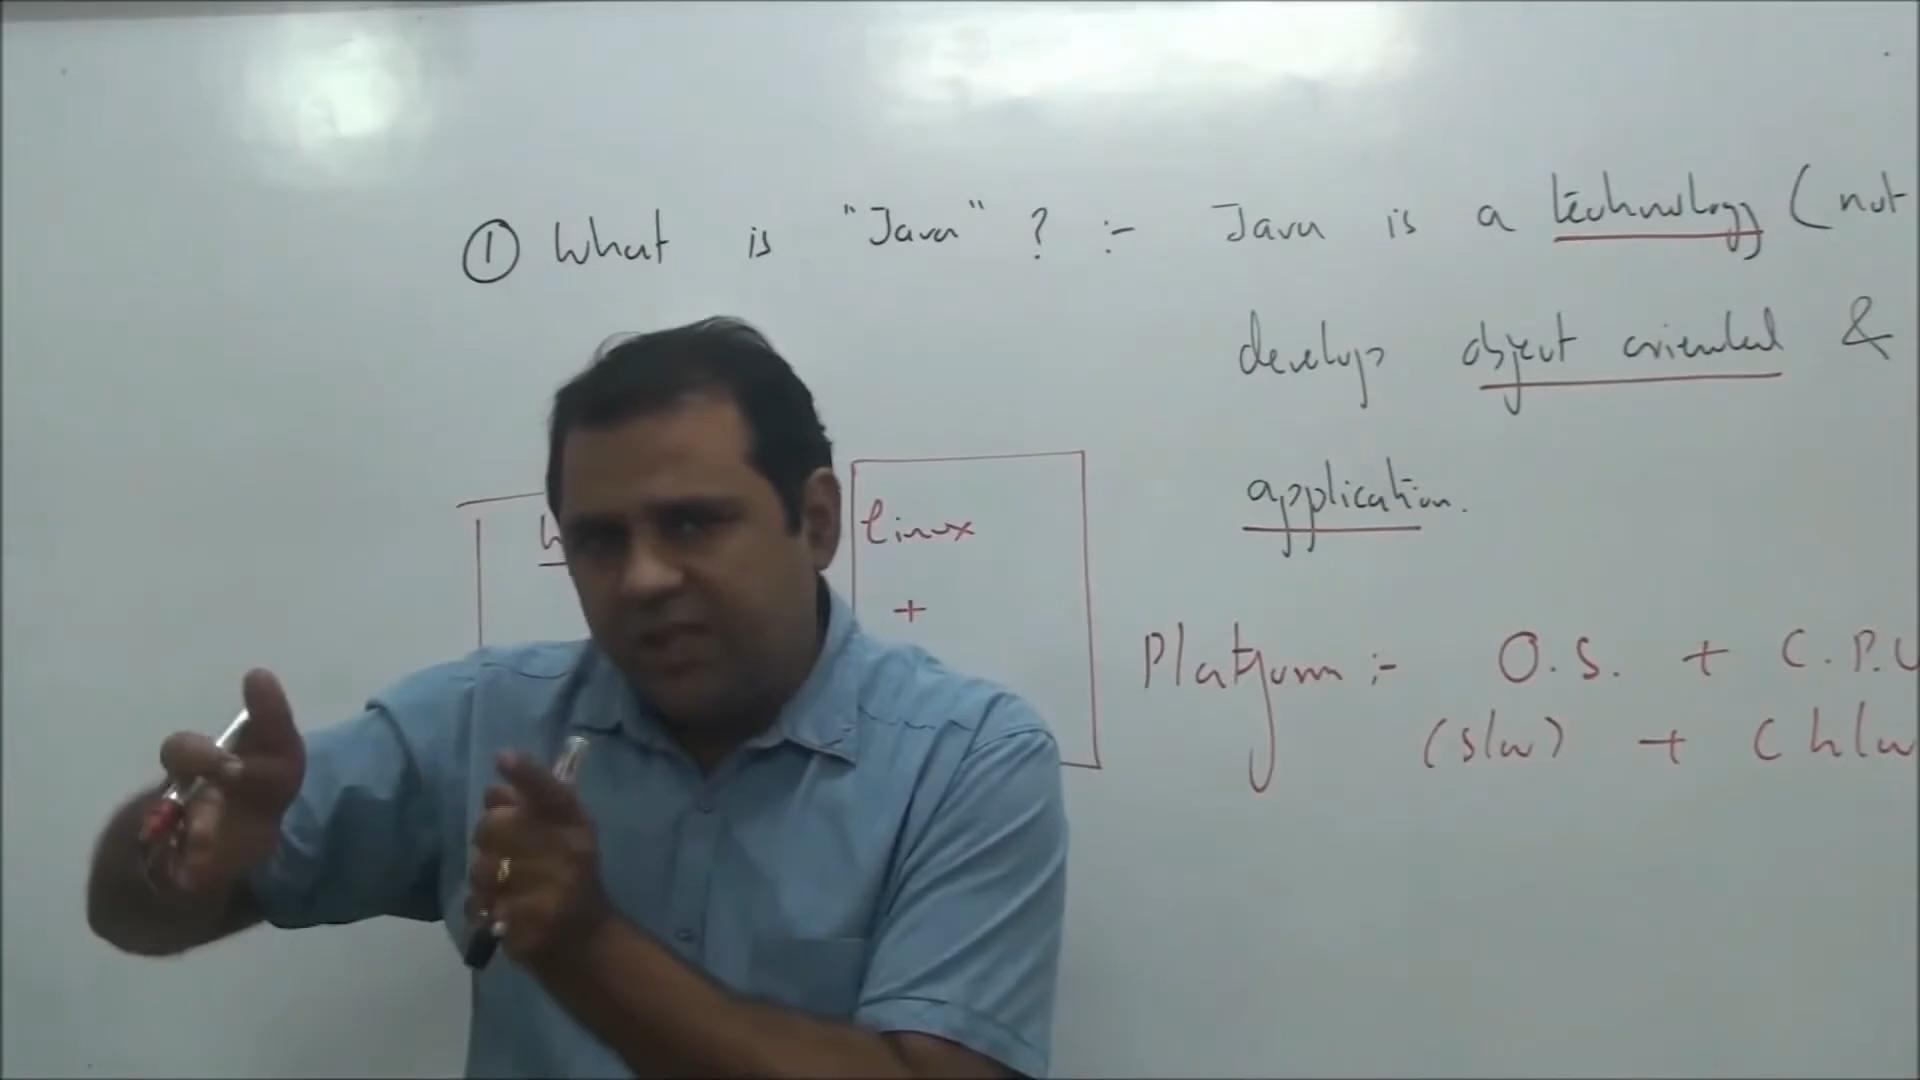 ① What is "Java" ? :- Java is a technology (not
develop object oriented &
application.
linux
+
Platform :- O.S. + C.P.U
(s/w) + (h/w